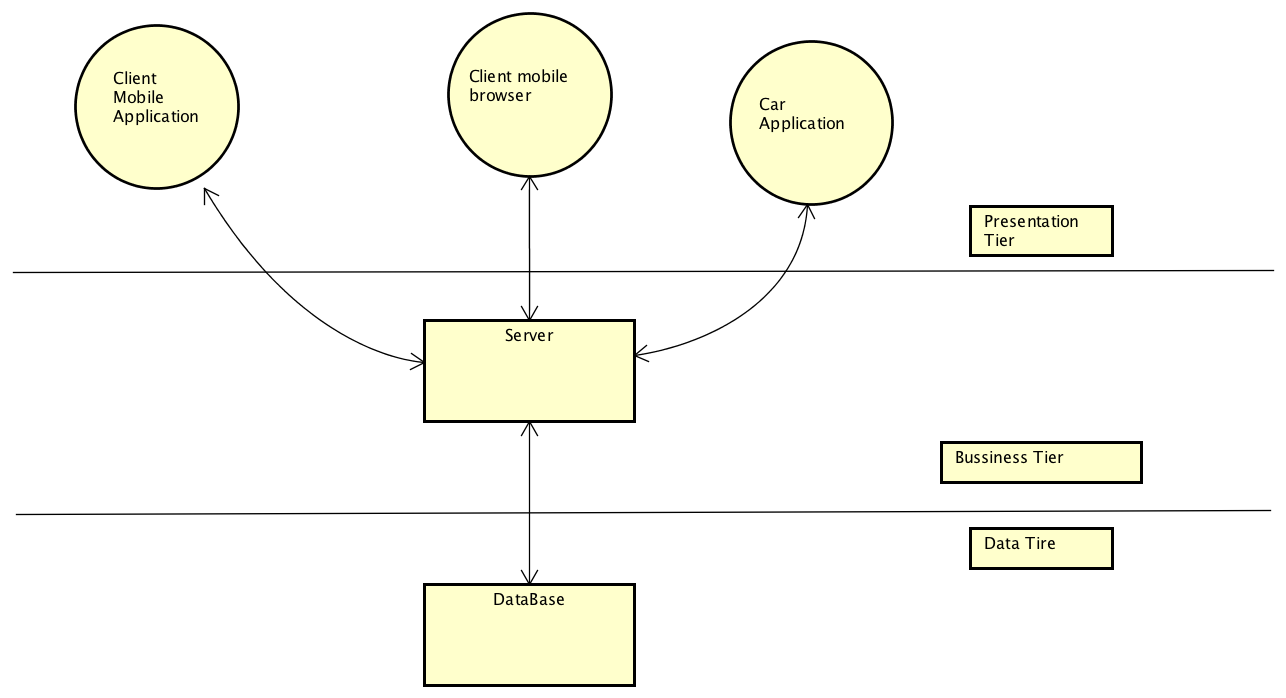 Client
Mobile
Application
Client mobile
browser
Car
Application
Presentation
Tier
Server
Bussiness Tier
Data Tire
DataBase